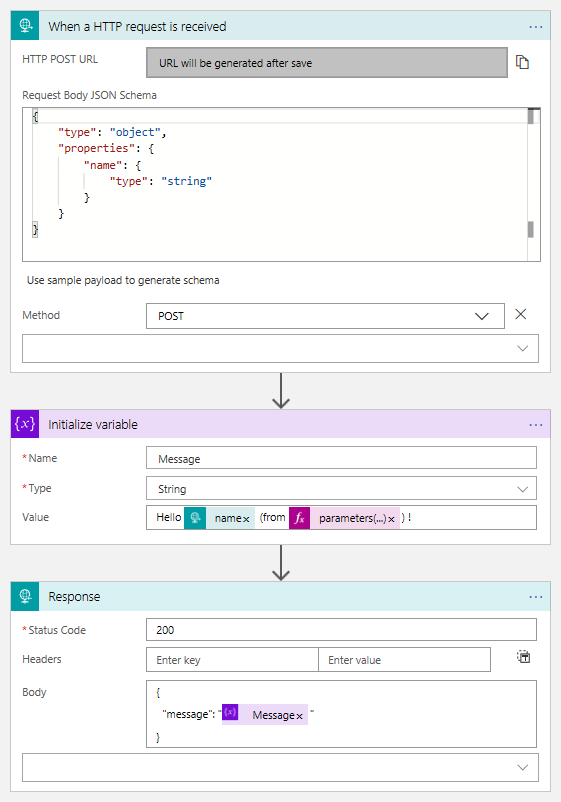 When a HTTP request is received ...
HTTP POST URL URL will be generated after save
Request Body JSON Schema
{
"type": "object",
"properties": {
"name": {
"type": "string"
}
}
}
Use sample payload to generate schema
Method POST
{x} Initialize variable ...
* Name Message
* Type String
Value Hello name x (from fx parameters(...) x ) !
Response ...
* Status Code 200
Headers Enter key Enter value
Body {
"message": " {x} Message x "
}